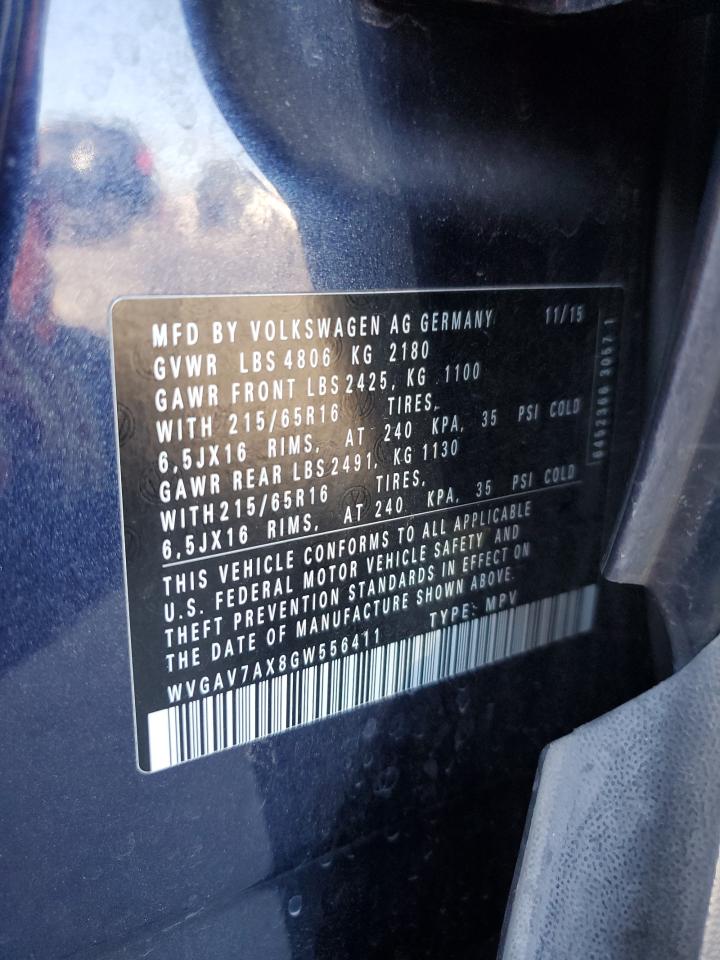 MFD BY VOLKSWAGEN AG GERMANY 11/15
GVWR LBS 4806 KG 2180
GAWR FRONT LBS 2425, KG 1100
WITH 215/65R16 TIRES,
6,5JX16 RIMS, AT 240 KPA, 35 PSI COLD
GAWR REAR LBS 2491, KG 1130
WITH 215/65R16 TIRES,
6,5JX16 RIMS, AT 240 KPA, 35 PSI COLD
THIS VEHICLE CONFORMS TO ALL APPLICABLE
U.S. FEDERAL MOTOR VEHICLE SAFETY AND
THEFT PREVENTION STANDARDS IN EFFECT ON
THE DATE OF MANUFACTURE SHOWN ABOVE.
WVGAV7AX8GW556411 TYPE: MPV